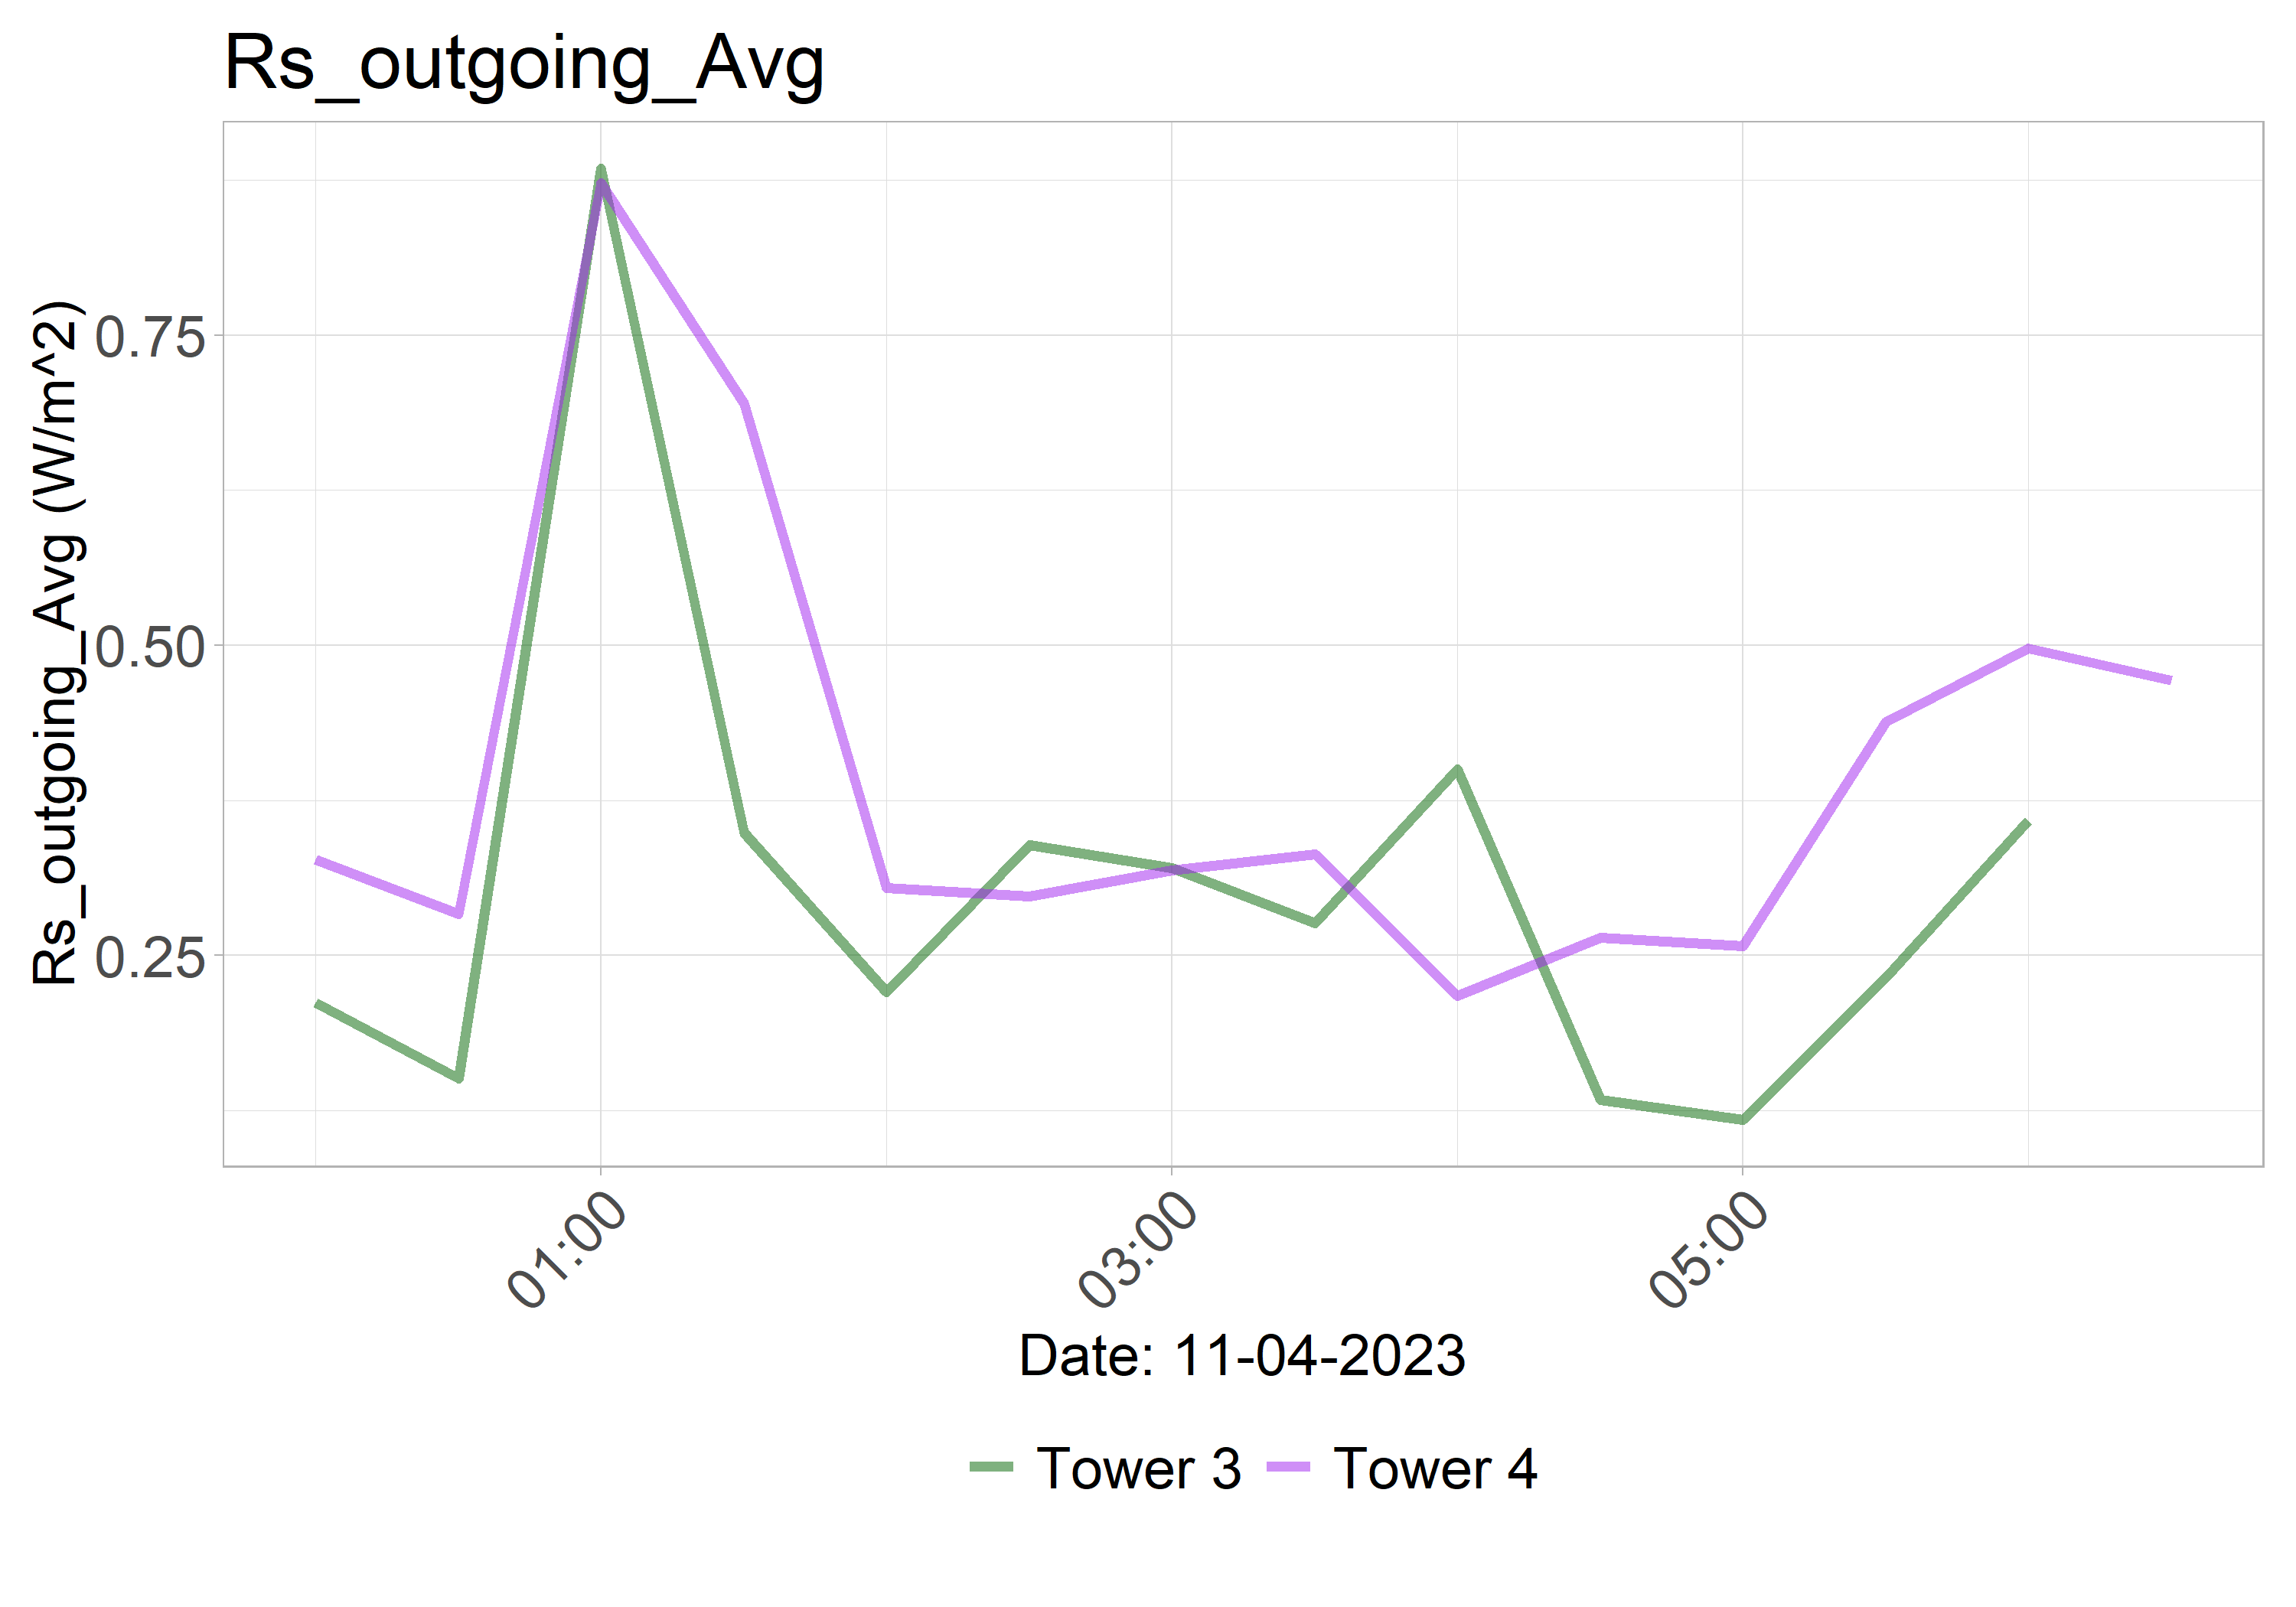 Rs_outgoing_Avg
Rs_outgoing_Avg (W/m^2)
0.75
0.50
0.25
01:00
03:00
05:00
Date: 11-04-2023
Tower 3
Tower 4